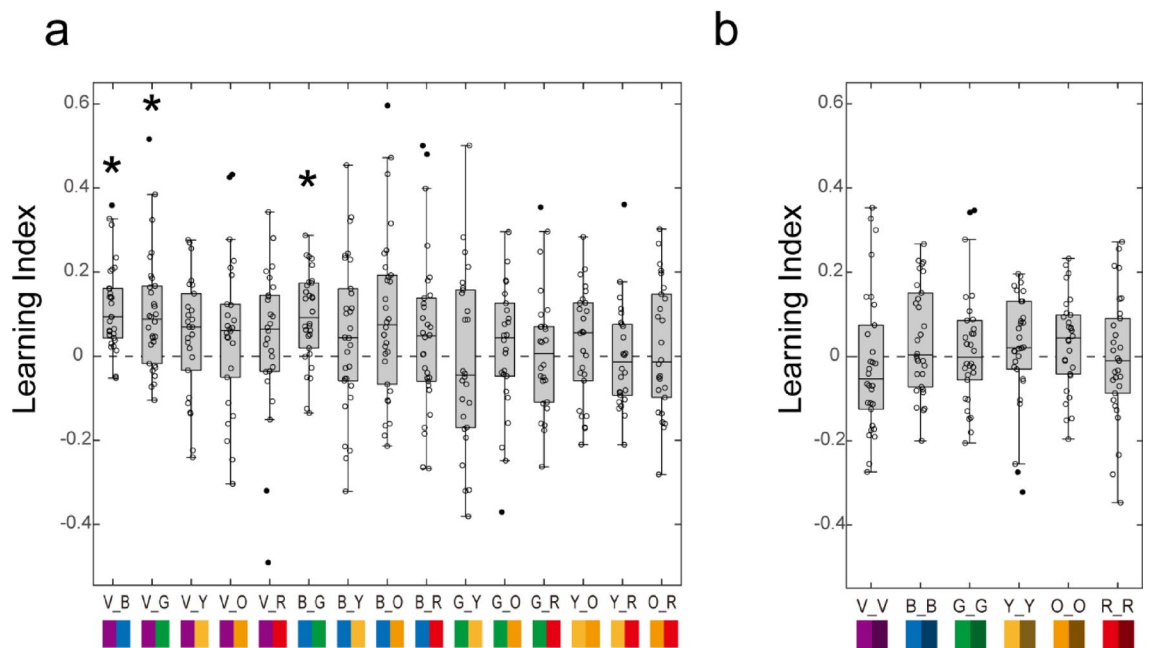 a
b
Learning Index
0.6
0.4
0.2
0
-0.2
-0.4
* * *
V_B V_G V_Y V_O V_R B_G B_Y B_O B_R G_Y G_O G_R Y_O Y_R O_R
Learning Index
0.6
0.4
0.2
0
-0.2
-0.4
V_V B_B G_G Y_Y O_O R_R